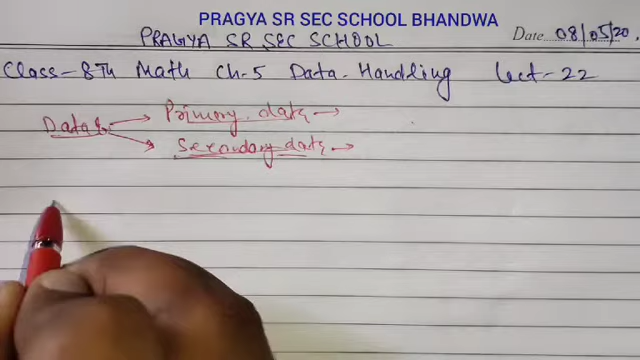 PRAGYA SR SEC SCHOOL BHANDWA
PRAGYA SR SEC SCHOOL Date 08/05/20.
Class-8Th Math Ch-5 Data-Handling Lect-22
Primary data →
Data
Secondary data →